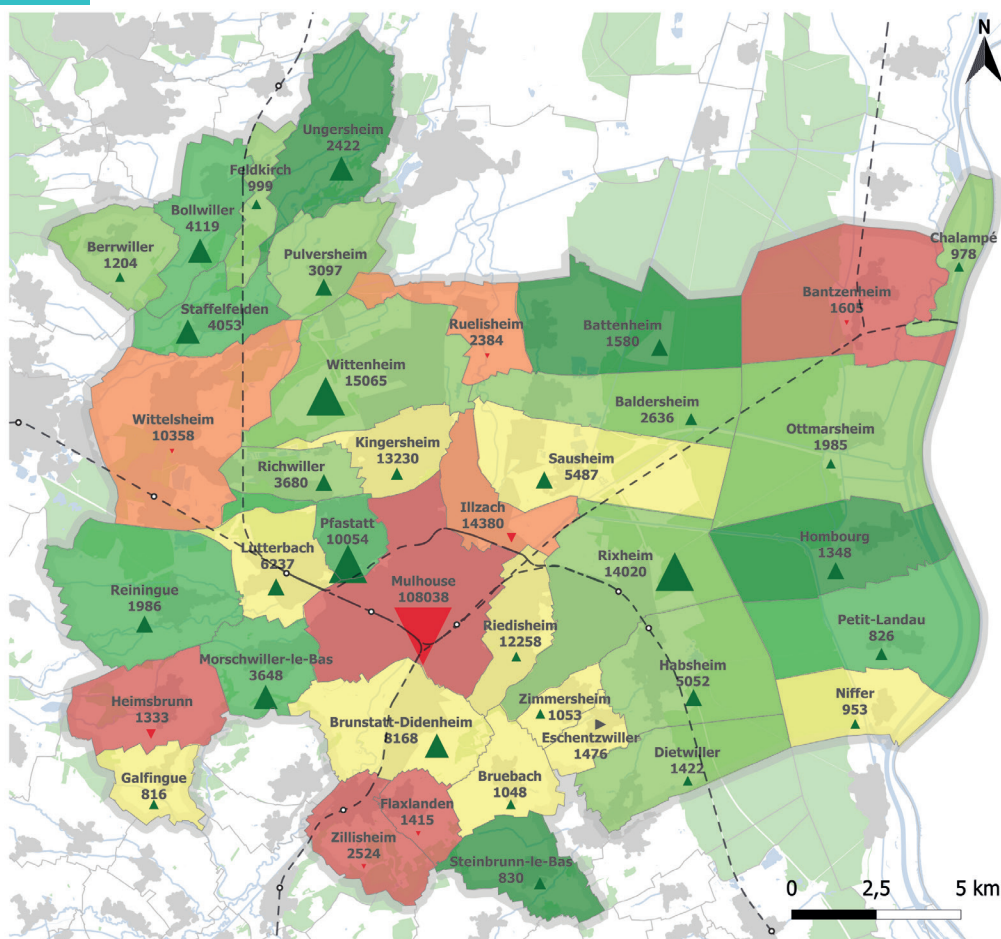 N
Ungersheim
2422
Feldkirch
999
Bollwiller
4119
Berrwiller
1204
Pulversheim
3097
Chalampé
978
Bantzenheim
1605
Staffelfelden
4053
Ruelisheim
2384
Battenheim
1580
Wittenheim
15065
Baldersheim
2636
Wittelsheim
10358
Ottmarsheim
1985
Kingersheim
13230
Sausheim
5487
Richwiller
3680
Illzach
14380
Pfastatt
10054
Hombourg
1348
Lutterbach
6237
Rixheim
14020
Mulhouse
108038
Reiningue
1986
Riedisheim
12258
Petit-Landau
826
Morschwiller-le-Bas
3648
Habsheim
5052
Heimsbrunn
1333
Zimmersheim
1053
Niffer
953
Brunstatt-Didenheim
8168
Eschentzwiller
1476
Dietwiller
1422
Galfingue
816
Bruebach
1048
Flaxlanden
1415
Zillisheim
2524
Steinbrunn-le-Bas
830
0 2,5 5 km